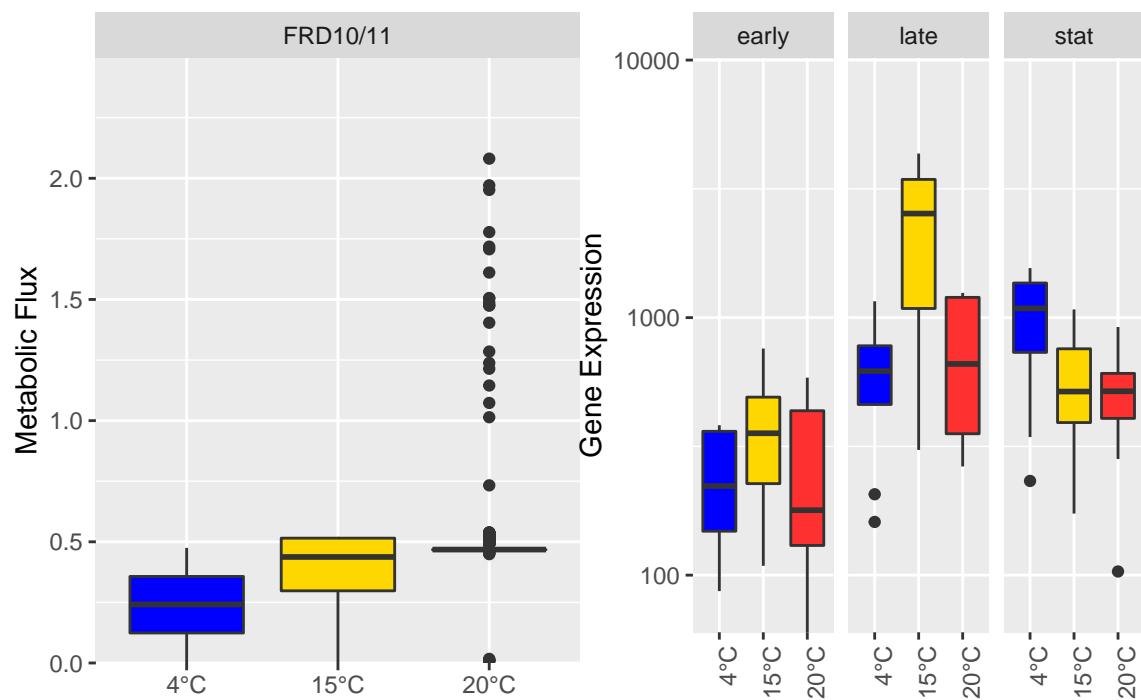 FRD10/11
Metabolic Flux
2.0
1.5
1.0
0.5
0.0
4°C
15°C
20°C
early
late
stat
Gene Expression
10000
1000
100
4°C
15°C
20°C
4°C
15°C
20°C
4°C
15°C
20°C